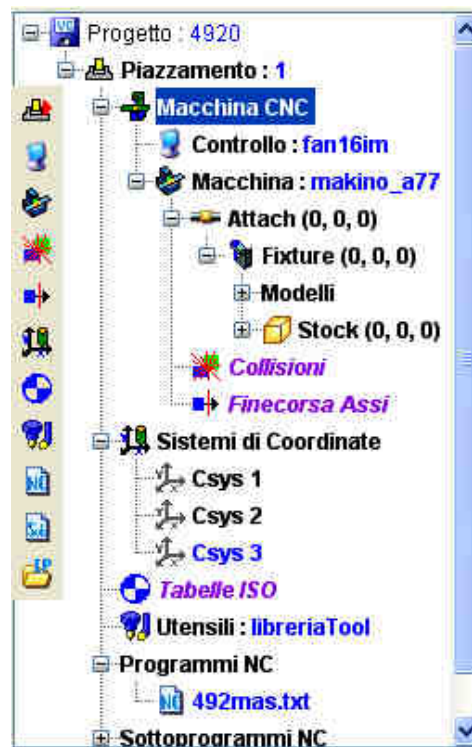 Progetto : 4920
Piazzamento : 1
Macchina CNC
Controllo : fan16im
Macchina : makino_a77
Attach (0, 0, 0)
Fixture (0, 0, 0)
Modelli
Stock (0, 0, 0)
Collisioni
Finecorsa Assi
Sistemi di Coordinate
Csys 1
Csys 2
Csys 3
Tabelle ISO
Utensili : libreriaTool
Programmi NC
492mas.txt
Sottoprogrammi NC